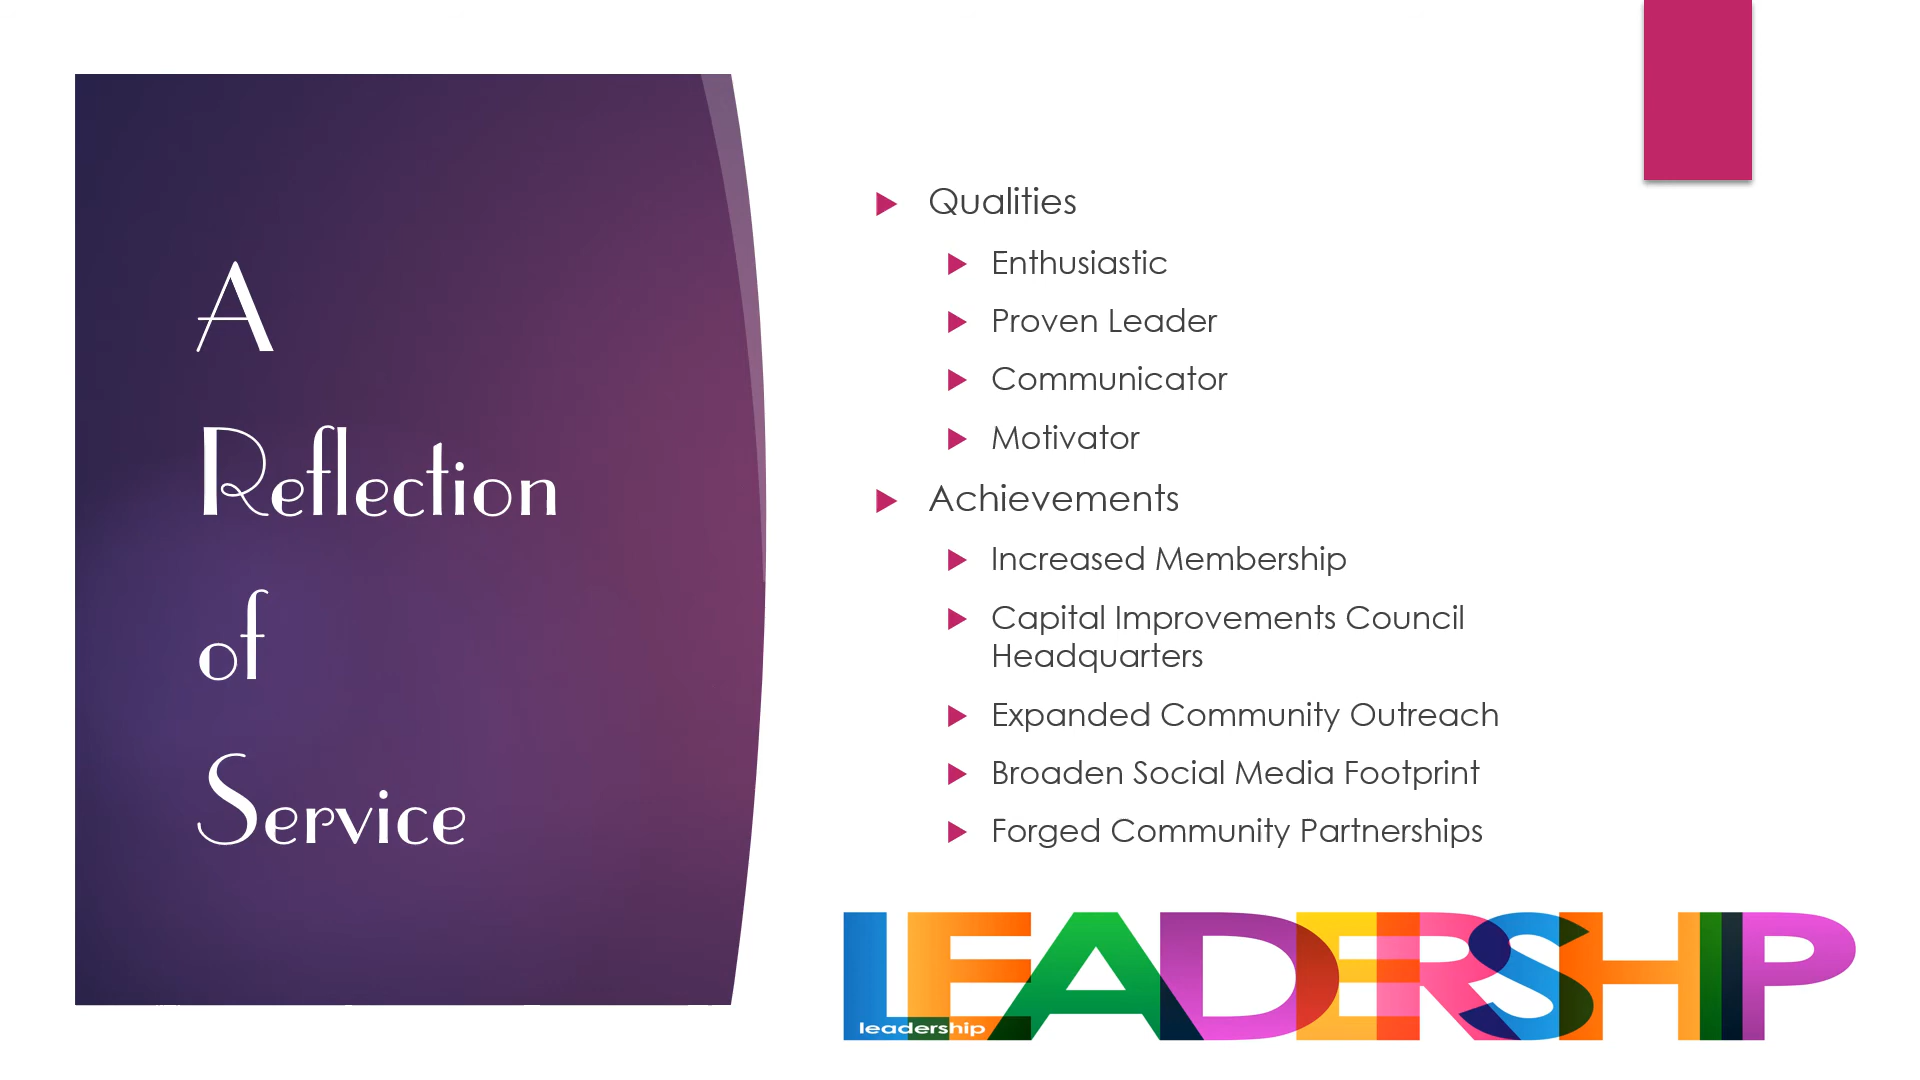 A
Reflection
of
Service
Qualities
Enthusiastic
Proven Leader
Communicator
Motivator
Achievements
Increased Membership
Capital Improvements Council
Headquarters
Expanded Community Outreach
Broaden Social Media Footprint
Forged Community Partnerships
LEADERSHIP
leadership